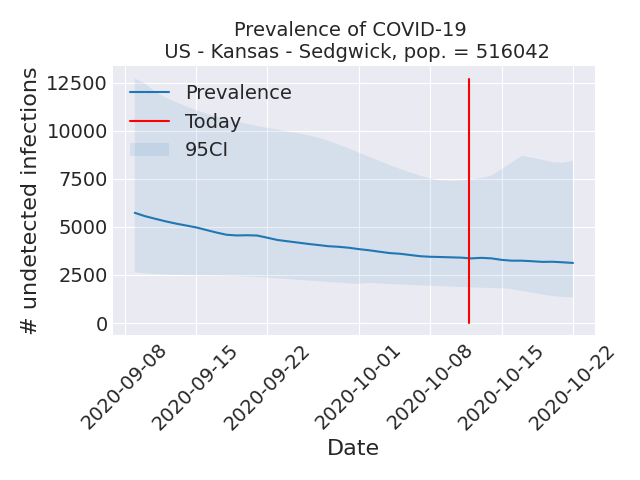 Prevalence of COVID-19
US - Kansas - Sedgwick, pop. = 516042
# undetected infections
12500
10000
7500
5000
2500
0
Prevalence
Today
95CI
2020-09-08
2020-09-15
2020-09-22
2020-10-01
2020-10-08
2020-10-15
2020-10-22
Date